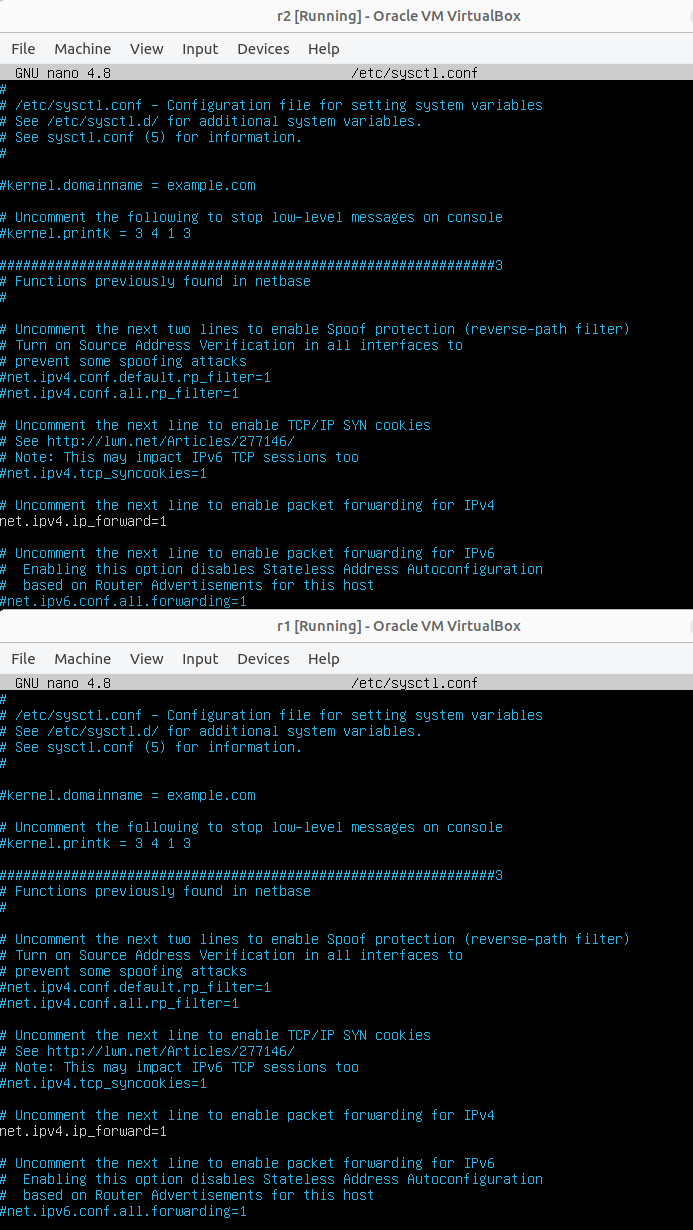 r2 [Running] - Oracle VM VirtualBox
File Machine View Input Devices Help
GNU nano 4.8 /etc/sysctl.conf
#
# /etc/sysctl.conf - Configuration file for setting system variables
# See /etc/sysctl.d/ for additional system variables.
# See sysctl.conf (5) for information.
#
#kernel.domainname = example.com
# Uncomment the following to stop low-level messages on console
#kernel.printk = 3 4 1 3
##############################################################3
# Functions previously found in netbase
#
# Uncomment the next two lines to enable Spoof protection (reverse-path filter)
# Turn on Source Address Verification in all interfaces to
# prevent some spoofing attacks
#net.ipv4.conf.default.rp_filter=1
#net.ipv4.conf.all.rp_filter=1
# Uncomment the next line to enable TCP/IP SYN cookies
# See http://lwn.net/Articles/277146/
# Note: This may impact IPv6 TCP sessions too
#net.ipv4.tcp_syncookies=1
# Uncomment the next line to enable packet forwarding for IPv4
net.ipv4.ip_forward=1
# Uncomment the next line to enable packet forwarding for IPv6
#  Enabling this option disables Stateless Address Autoconfiguration
#  based on Router Advertisements for this host
#net.ipv6.conf.all.forwarding=1
r1 [Running] - Oracle VM VirtualBox
File Machine View Input Devices Help
GNU nano 4.8 /etc/sysctl.conf
#
# /etc/sysctl.conf - Configuration file for setting system variables
# See /etc/sysctl.d/ for additional system variables.
# See sysctl.conf (5) for information.
#
#kernel.domainname = example.com
# Uncomment the following to stop low-level messages on console
#kernel.printk = 3 4 1 3
##############################################################3
# Functions previously found in netbase
#
# Uncomment the next two lines to enable Spoof protection (reverse-path filter)
# Turn on Source Address Verification in all interfaces to
# prevent some spoofing attacks
#net.ipv4.conf.default.rp_filter=1
#net.ipv4.conf.all.rp_filter=1
# Uncomment the next line to enable TCP/IP SYN cookies
# See http://lwn.net/Articles/277146/
# Note: This may impact IPv6 TCP sessions too
#net.ipv4.tcp_syncookies=1
# Uncomment the next line to enable packet forwarding for IPv4
net.ipv4.ip_forward=1
# Uncomment the next line to enable packet forwarding for IPv6
#  Enabling this option disables Stateless Address Autoconfiguration
#  based on Router Advertisements for this host
#net.ipv6.conf.all.forwarding=1